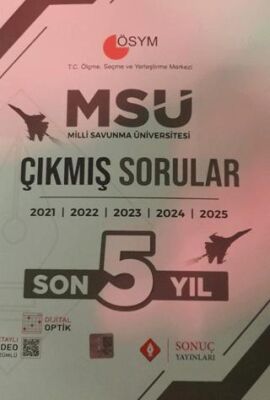 ÖSYM
T.C. Ölçme, Seçme ve Yerleştirme Merkezi
MSÜ
MİLLİ SAVUNMA ÜNİVERSİTESİ
ÇIKMIŞ SORULAR
2021 | 2022 | 2023 | 2024 | 2025
SON 5 YIL
DİJİTAL
OPTİK
SONUÇ
YAYINLARI